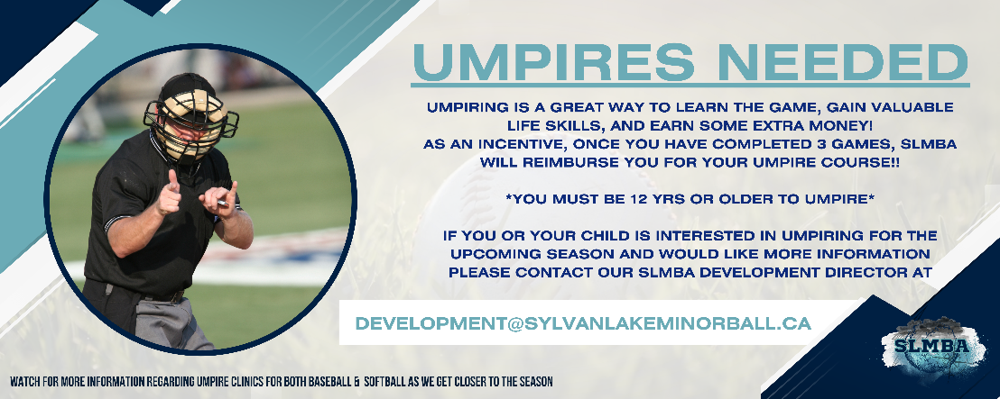 UMPIRES NEEDED
UMPIRING IS A GREAT WAY TO LEARN THE GAME, GAIN VALUABLE
LIFE SKILLS, AND EARN SOME EXTRA MONEY!
AS AN INCENTIVE, ONCE YOU HAVE COMPLETED 3 GAMES, SLMBA
WILL REIMBURSE YOU FOR YOUR UMPIRE COURSE!!
*YOU MUST BE 12 YRS OR OLDER TO UMPIRE*
IF YOU OR YOUR CHILD IS INTERESTED IN UMPIRING FOR THE
UPCOMING SEASON AND WOULD LIKE MORE INFORMATION
PLEASE CONTACT OUR SLMBA DEVELOPMENT DIRECTOR AT
DEVELOPMENT@SYLVANLAKEMINORBALL.CA
SLMBA
WATCH FOR MORE INFORMATION REGARDING UMPIRE CLINICS FOR BOTH BASEBALL & SOFTBALL AS WE GET CLOSER TO THE SEASON